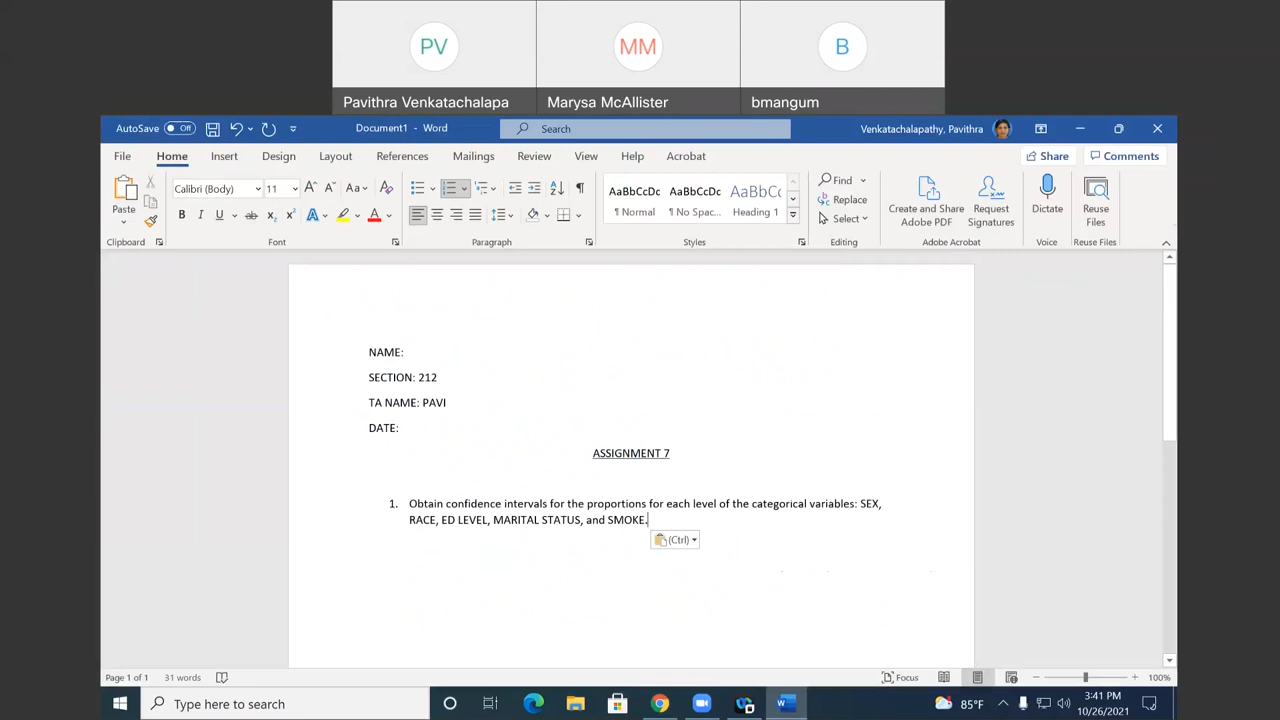 PV
MM
B
Pavithra Venkatachalapa
Marysa McAllister
bmangum
AutoSave Off
Document1 - Word
Search
Venkatachalapathy, Pavithra
File Home Insert Design Layout References Mailings Review View Help Acrobat
Share Comments
Paste
Calibri (Body) 11
Aa
B I U ab x₂ x² A A
AaBbCcDc AaBbCcDc AaBbCc
¶ Normal ¶ No Spac... Heading 1
Find
Replace
Select
Create and Share Adobe PDF
Request Signatures
Dictate
Reuse Files
Clipboard Font Paragraph Styles Editing Adobe Acrobat Voice Reuse Files
NAME:
SECTION: 212
TA NAME: PAVI
DATE:
ASSIGNMENT 7
1. Obtain confidence intervals for the proportions for each level of the categorical variables: SEX,
RACE, ED LEVEL, MARITAL STATUS, and SMOKE.
(Ctrl)
Page 1 of 1 31 words Focus 100%
Type here to search
85°F
3:41 PM
10/26/2021